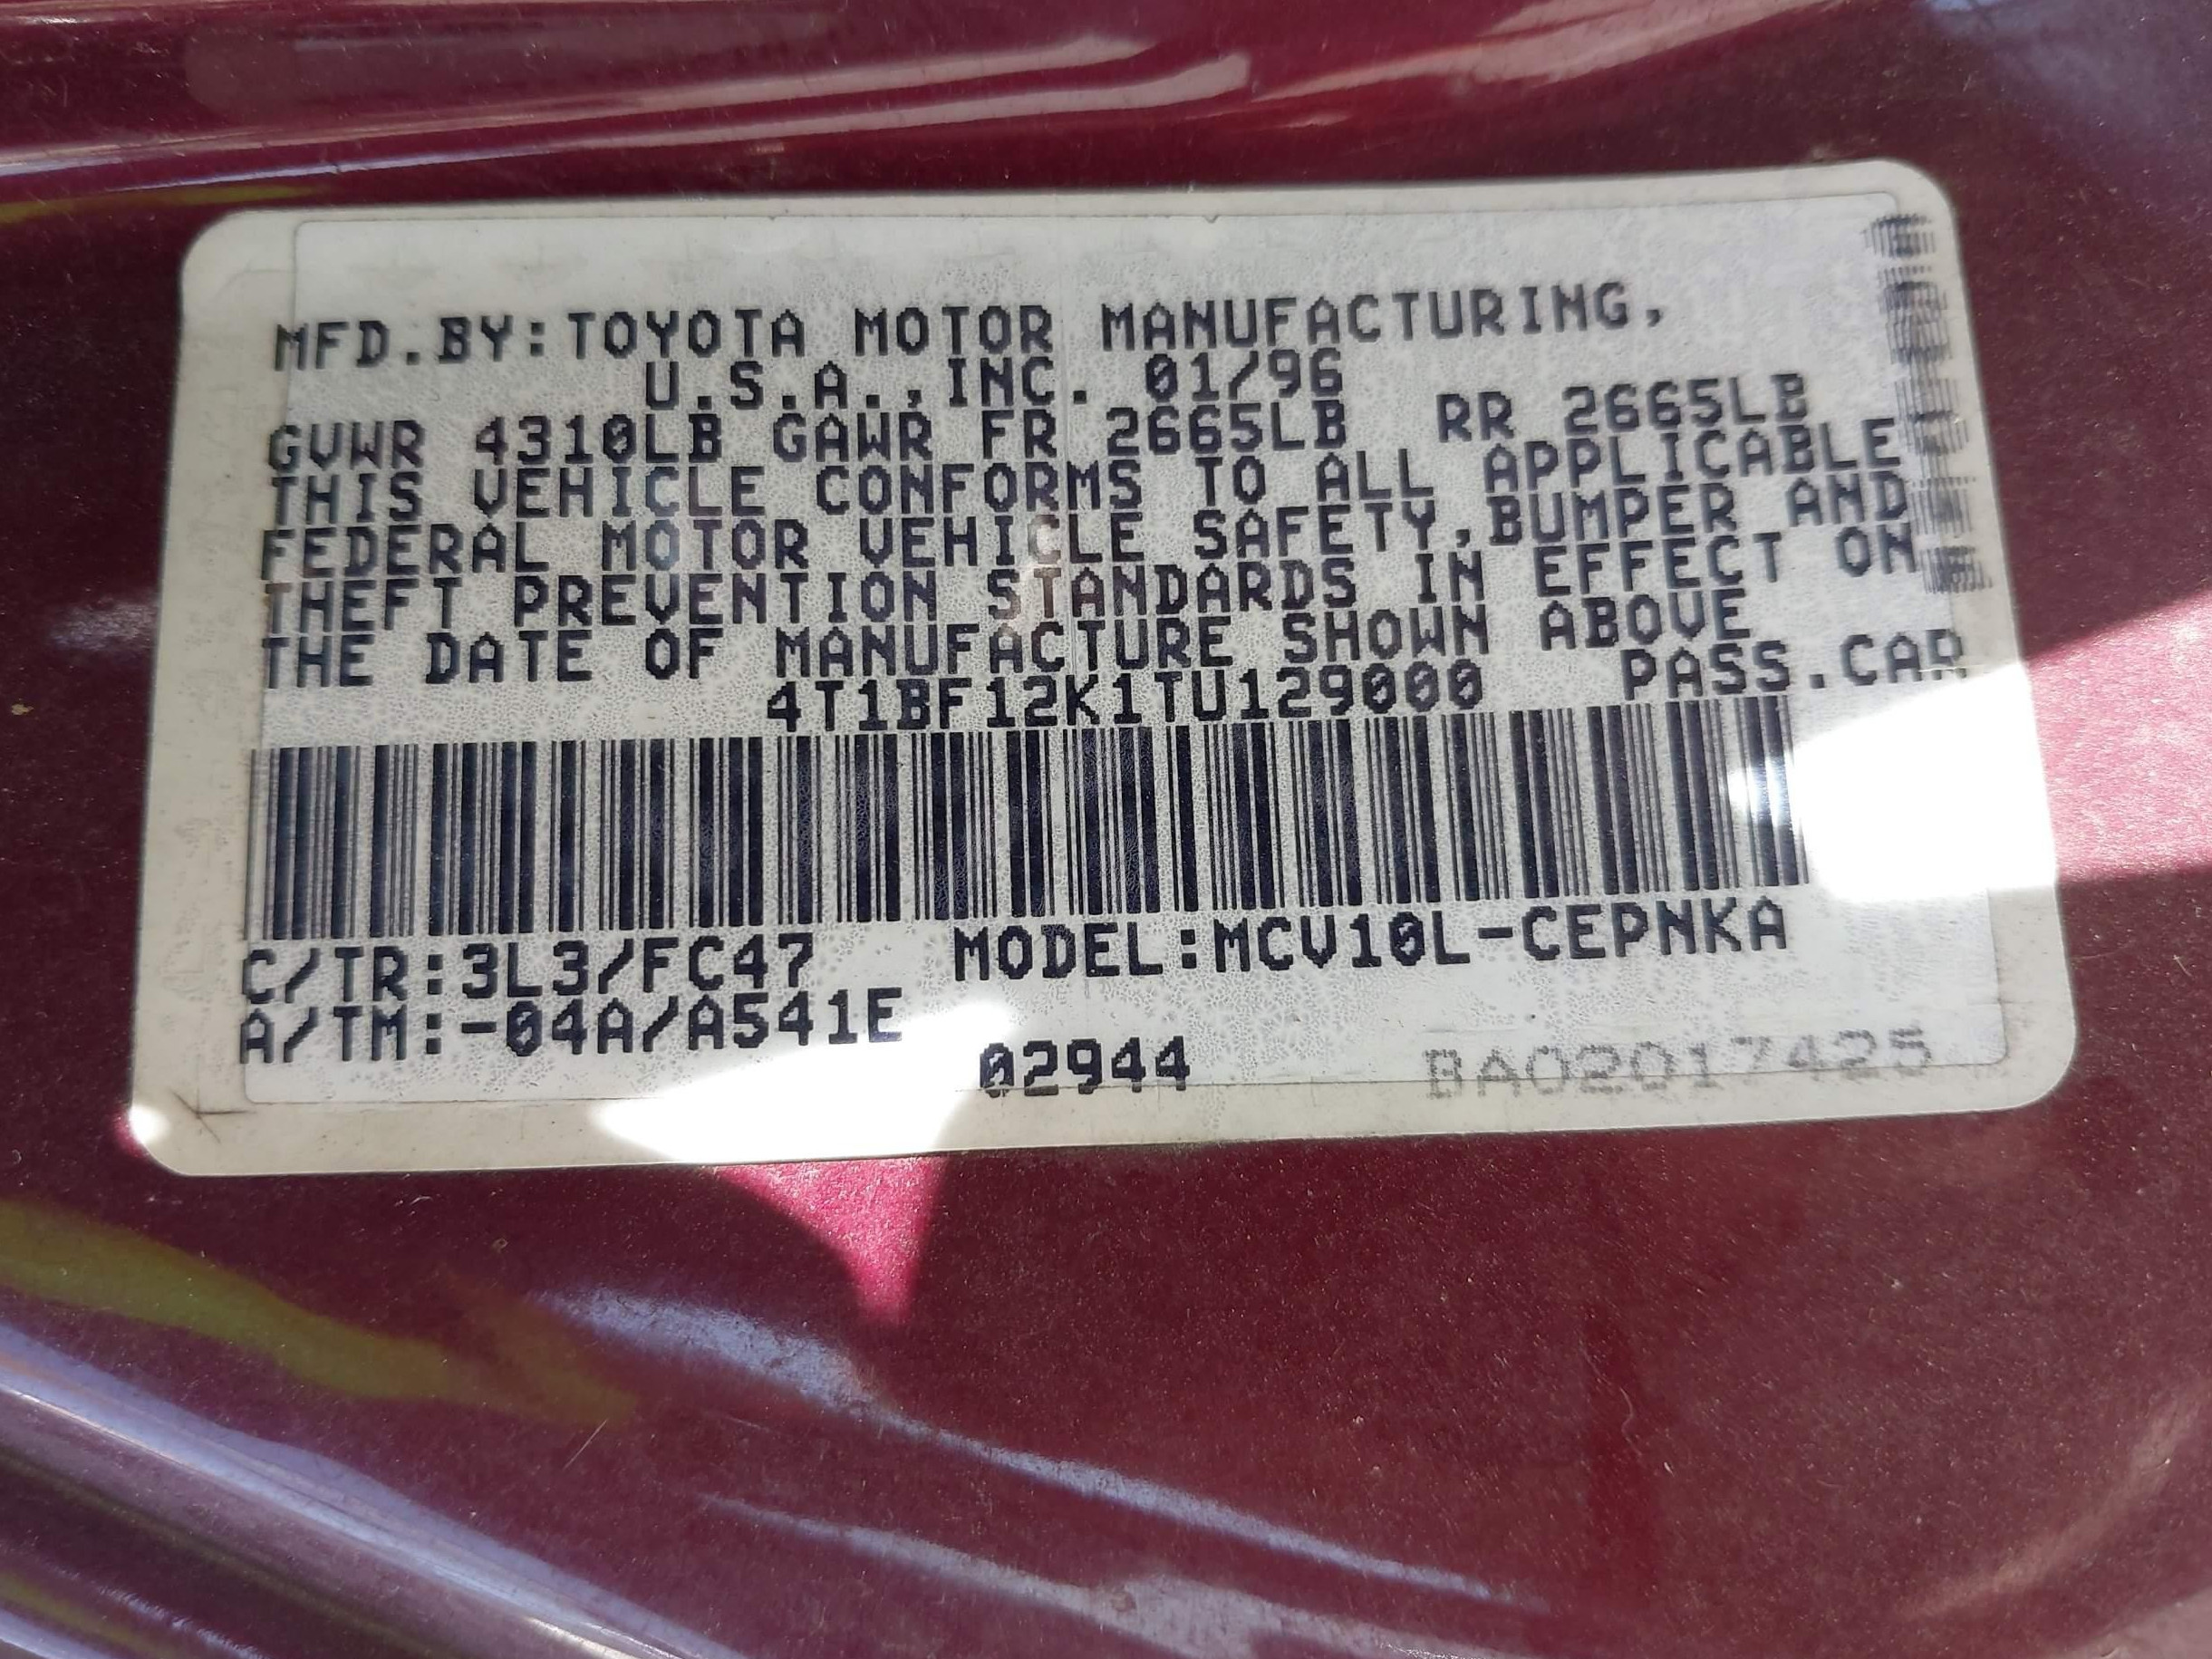 MFD.BY:TOYOTA MOTOR MANUFACTURING,
U.S.A.,INC. 01/96
GVWR 4310LB GAWR FR 2665LB RR 2665LB
THIS VEHICLE CONFORMS TO ALL APPLICABLE
FEDERAL MOTOR VEHICLE SAFETY,BUMPER AND
THEFT PREVENTION STANDARDS IN EFFECT ON
THE DATE OF MANUFACTURE SHOWN ABOVE.
4T1BF12K1TU129000 PASS.CAR
C/TR:3L3/FC47 MODEL:MCV10L-CEPNKA
A/TM:-04A/A541E
02944 BA02017425